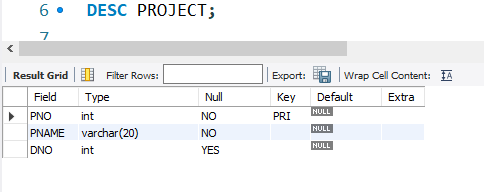 6 DESC PROJECT;
7
Result Grid Filter Rows: Export: Wrap Cell Content: IA
Field Type Null Key Default Extra
PNO int NO PRI NULL
PNAME varchar(20) NO NULL
DNO int YES NULL